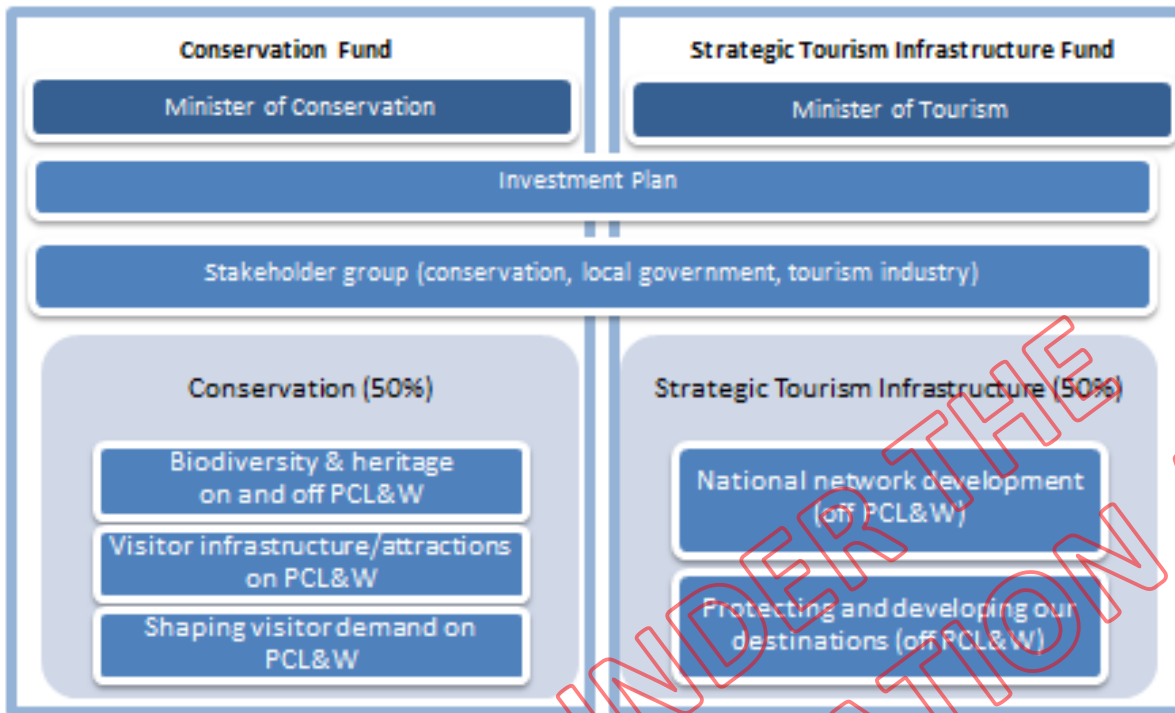 Conservation Fund
Minister of Conservation
Strategic Tourism Infrastructure Fund
Minister of Tourism
Investment Plan
Stakeholder group (conservation, local government, tourism industry)
Conservation (50%)
Biodiversity & heritage
on and off PCL&W
Visitor infrastructure/attractions
on PCL&W
Shaping visitor demand on
PCL&W
Strategic Tourism Infrastructure (50%)
National network development
(off PCL&W)
Protecting and developing our
destinations (off PCL&W)
UNDER THE